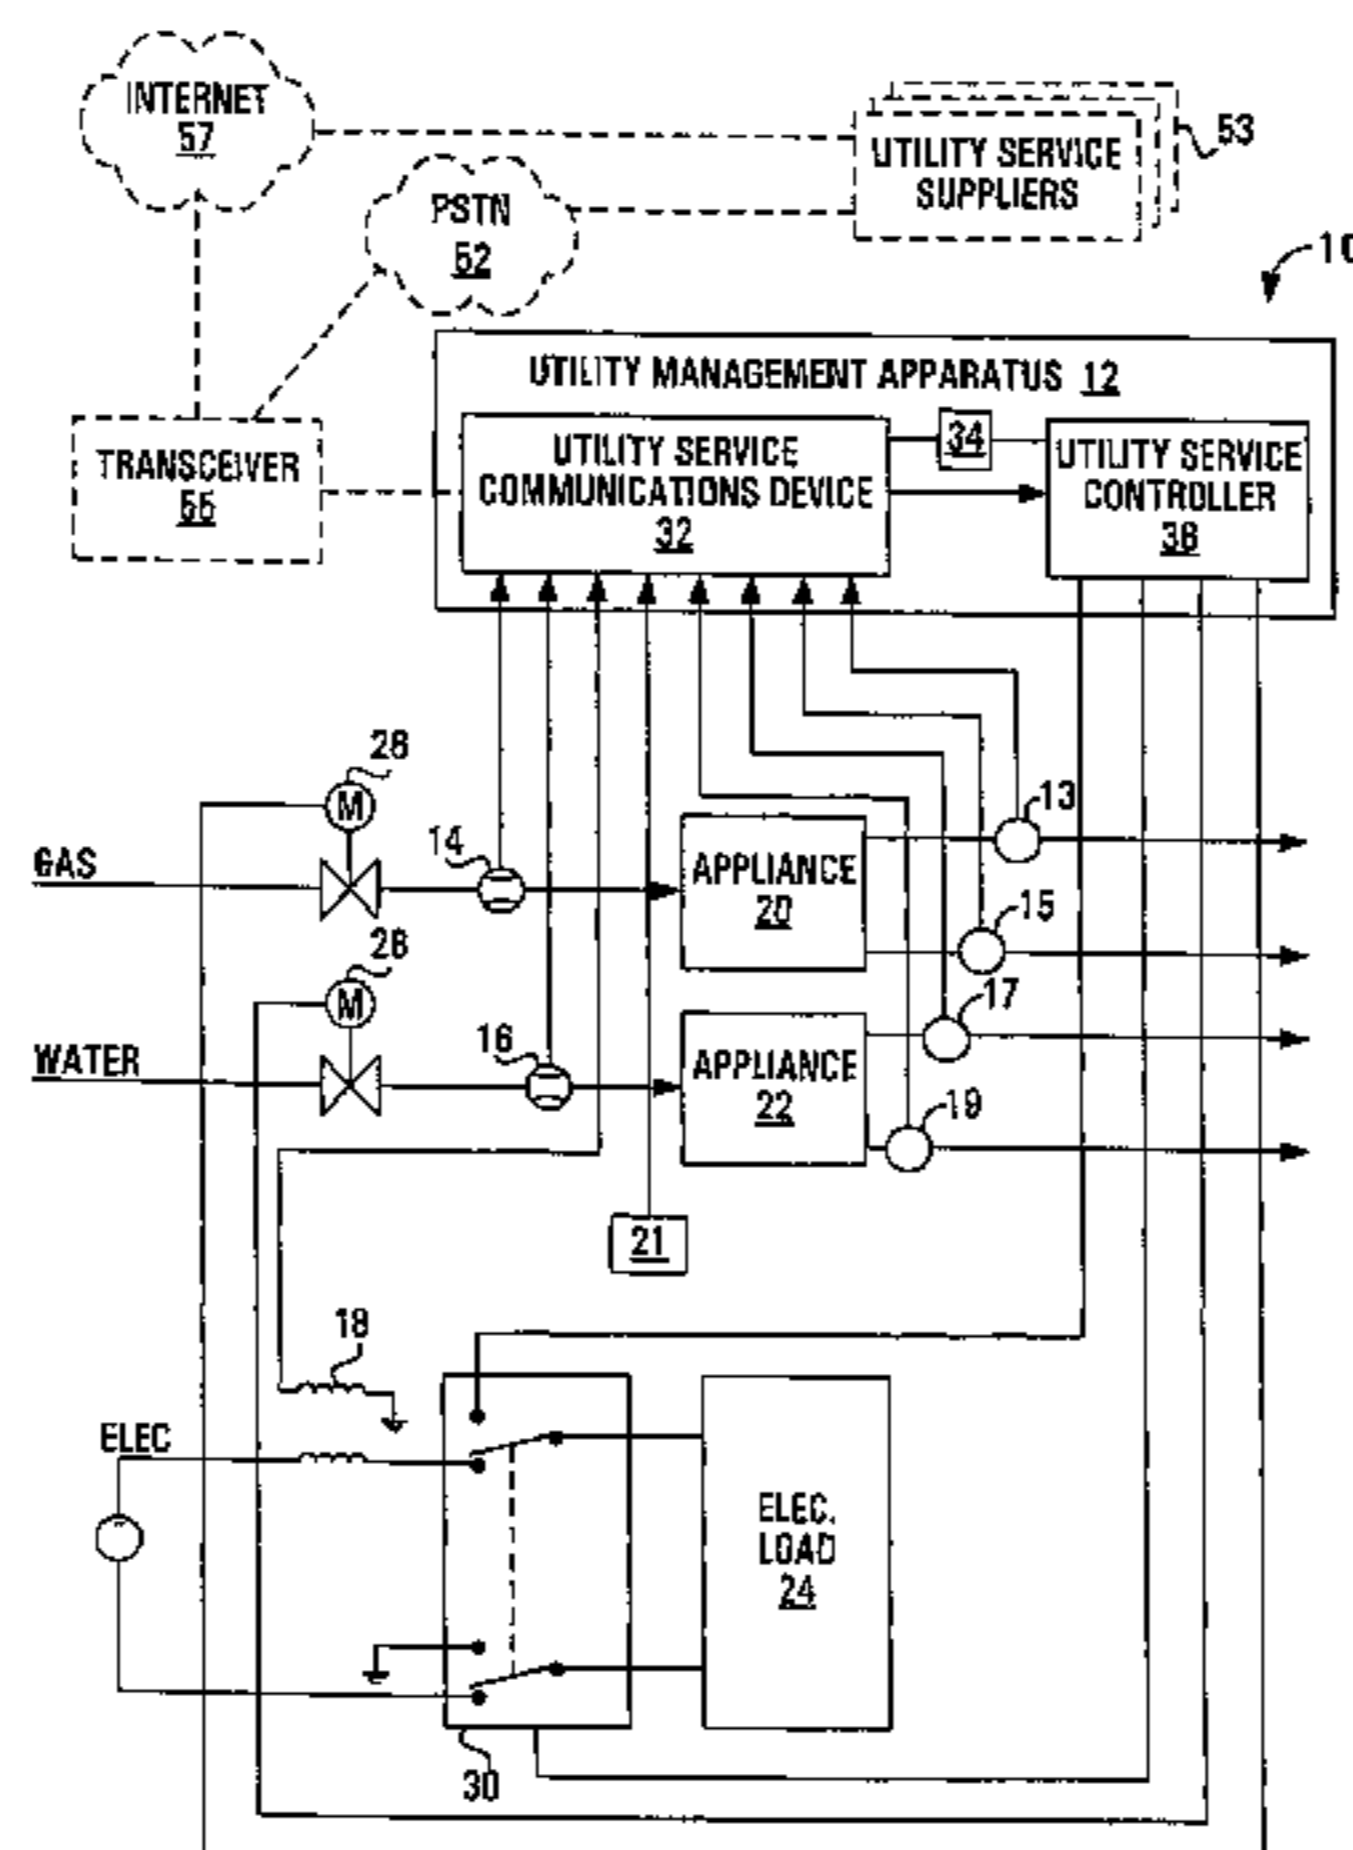 INTERNET
57
PSTN
52
UTILITY SERVICE
SUPPLIERS
53
10
UTILITY MANAGEMENT APPARATUS 12
TRANSCEIVER
55
UTILITY SERVICE
COMMUNICATIONS DEVICE
32
34
UTILITY SERVICE
CONTROLLER
36
28
M
GAS
14
APPLIANCE
20
13
15
26
M
WATER
16
APPLIANCE
22
17
19
21
18
ELEC
ELEC.
LOAD
24
30